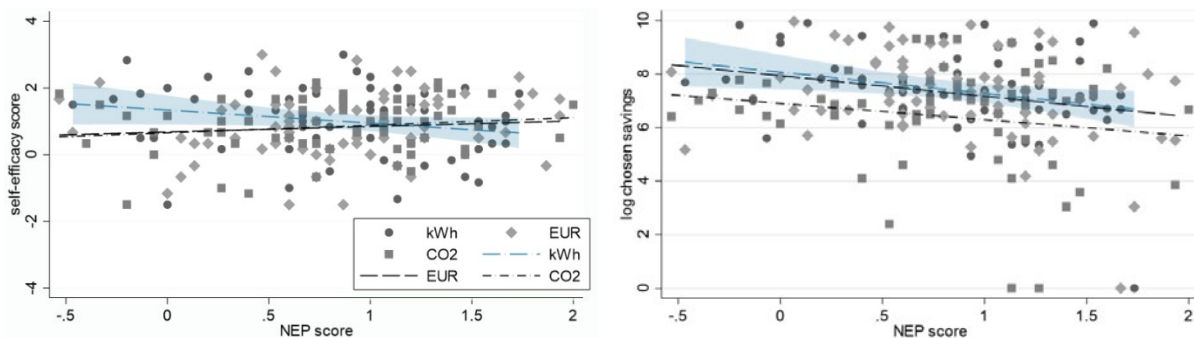 self-efficacy score
4
2
0
-2
-4
-.5 0 .5 1 1.5 2
NEP score
kWh EUR
CO2 kWh
EUR CO2
log chosen savings
10
8
6
4
2
0
-.5 0 .5 1 1.5 2
NEP score